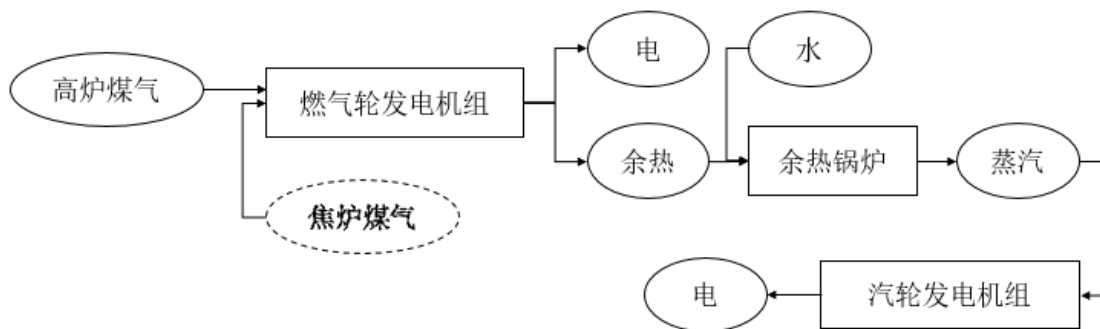 电
水
高炉煤气
燃气轮发电机组
余热
余热锅炉
蒸汽
焦炉煤气
电
汽轮发电机组